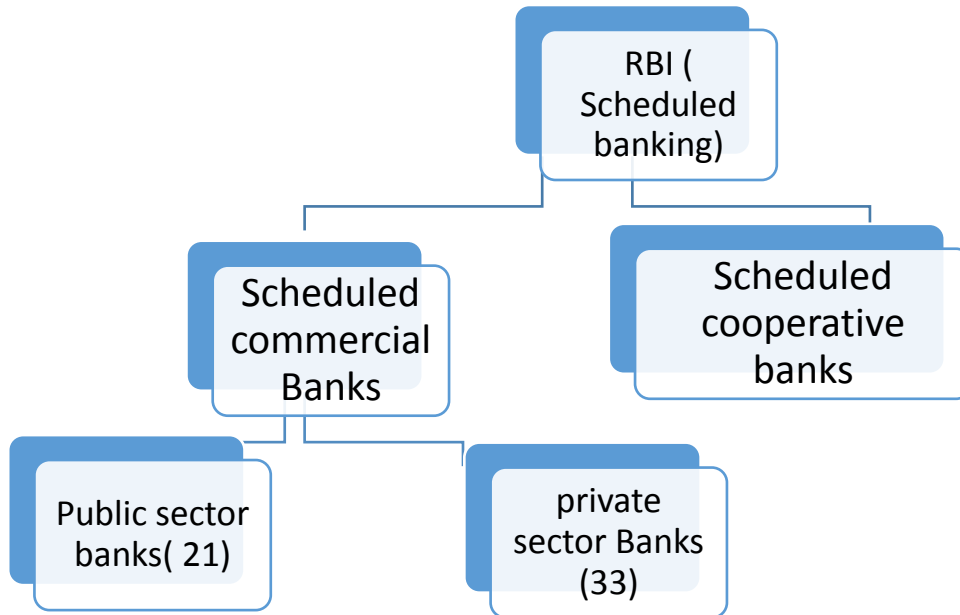 RBI (
Scheduled
banking)
Scheduled
commercial
Banks
Scheduled
cooperative
banks
Public sector
banks( 21)
private
sector Banks
(33)